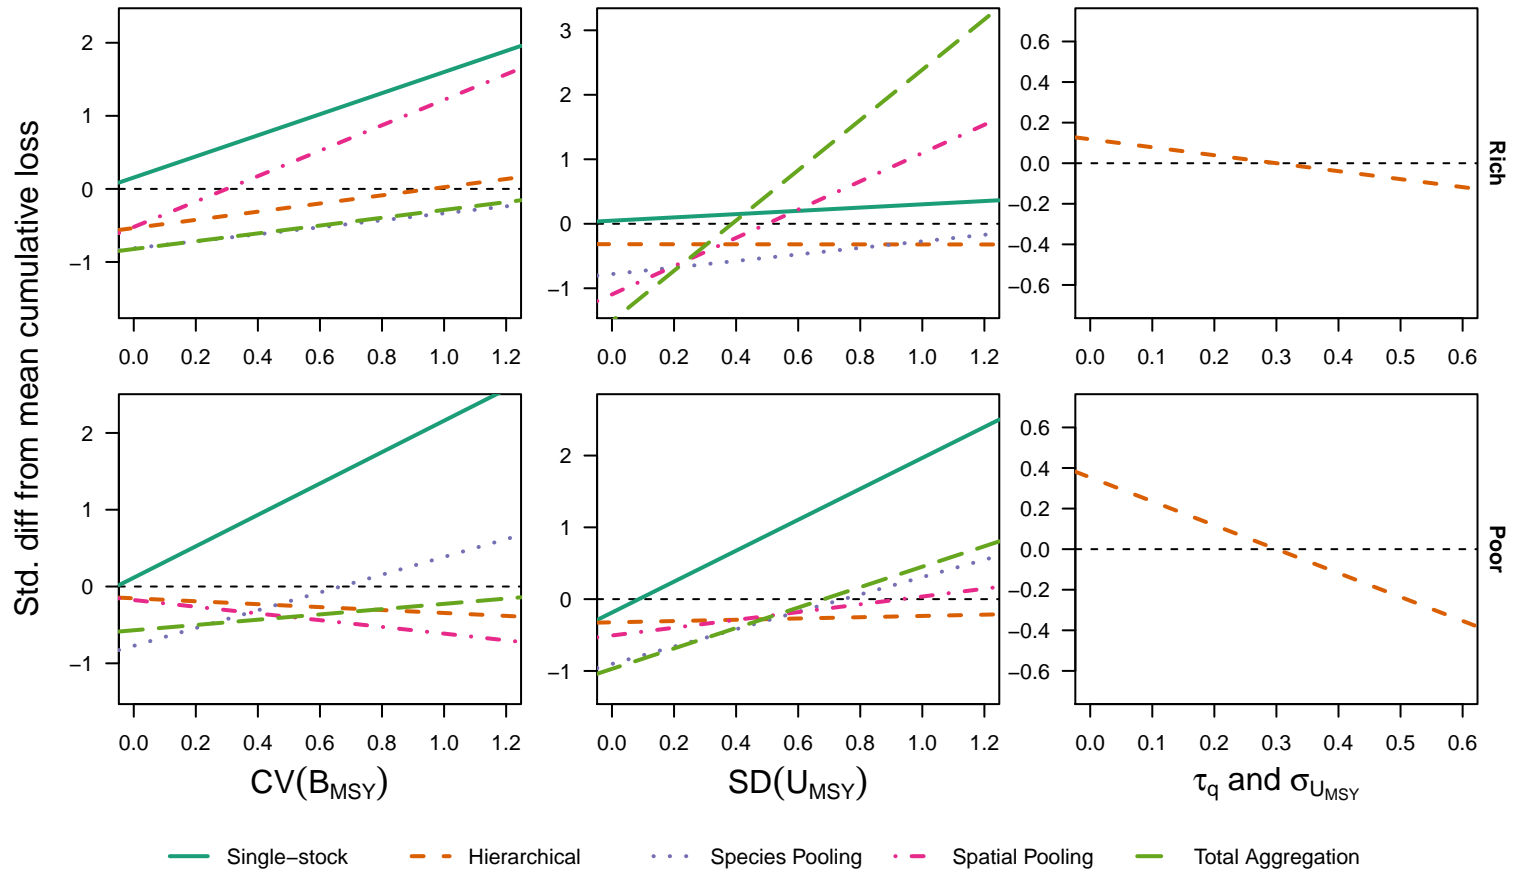 Std. diff from mean cumulative loss
2
1
0
−1
0.0 0.2 0.4 0.6 0.8 1.0 1.2
3
2
1
0
−1
0.0 0.2 0.4 0.6 0.8 1.0 1.2
0.6
0.4
0.2
0.0
−0.2
−0.4
−0.6
0.0 0.1 0.2 0.3 0.4 0.5 0.6
Rich
2
1
0
−1
0.0 0.2 0.4 0.6 0.8 1.0 1.2
CV(B_MSY)
2
1
0
−1
0.0 0.2 0.4 0.6 0.8 1.0 1.2
SD(U_MSY)
0.6
0.4
0.2
0.0
−0.2
−0.4
−0.6
0.0 0.1 0.2 0.3 0.4 0.5 0.6
τ_q and σ_U_MSY
Poor
Single−stock Hierarchical Species Pooling Spatial Pooling Total Aggregation